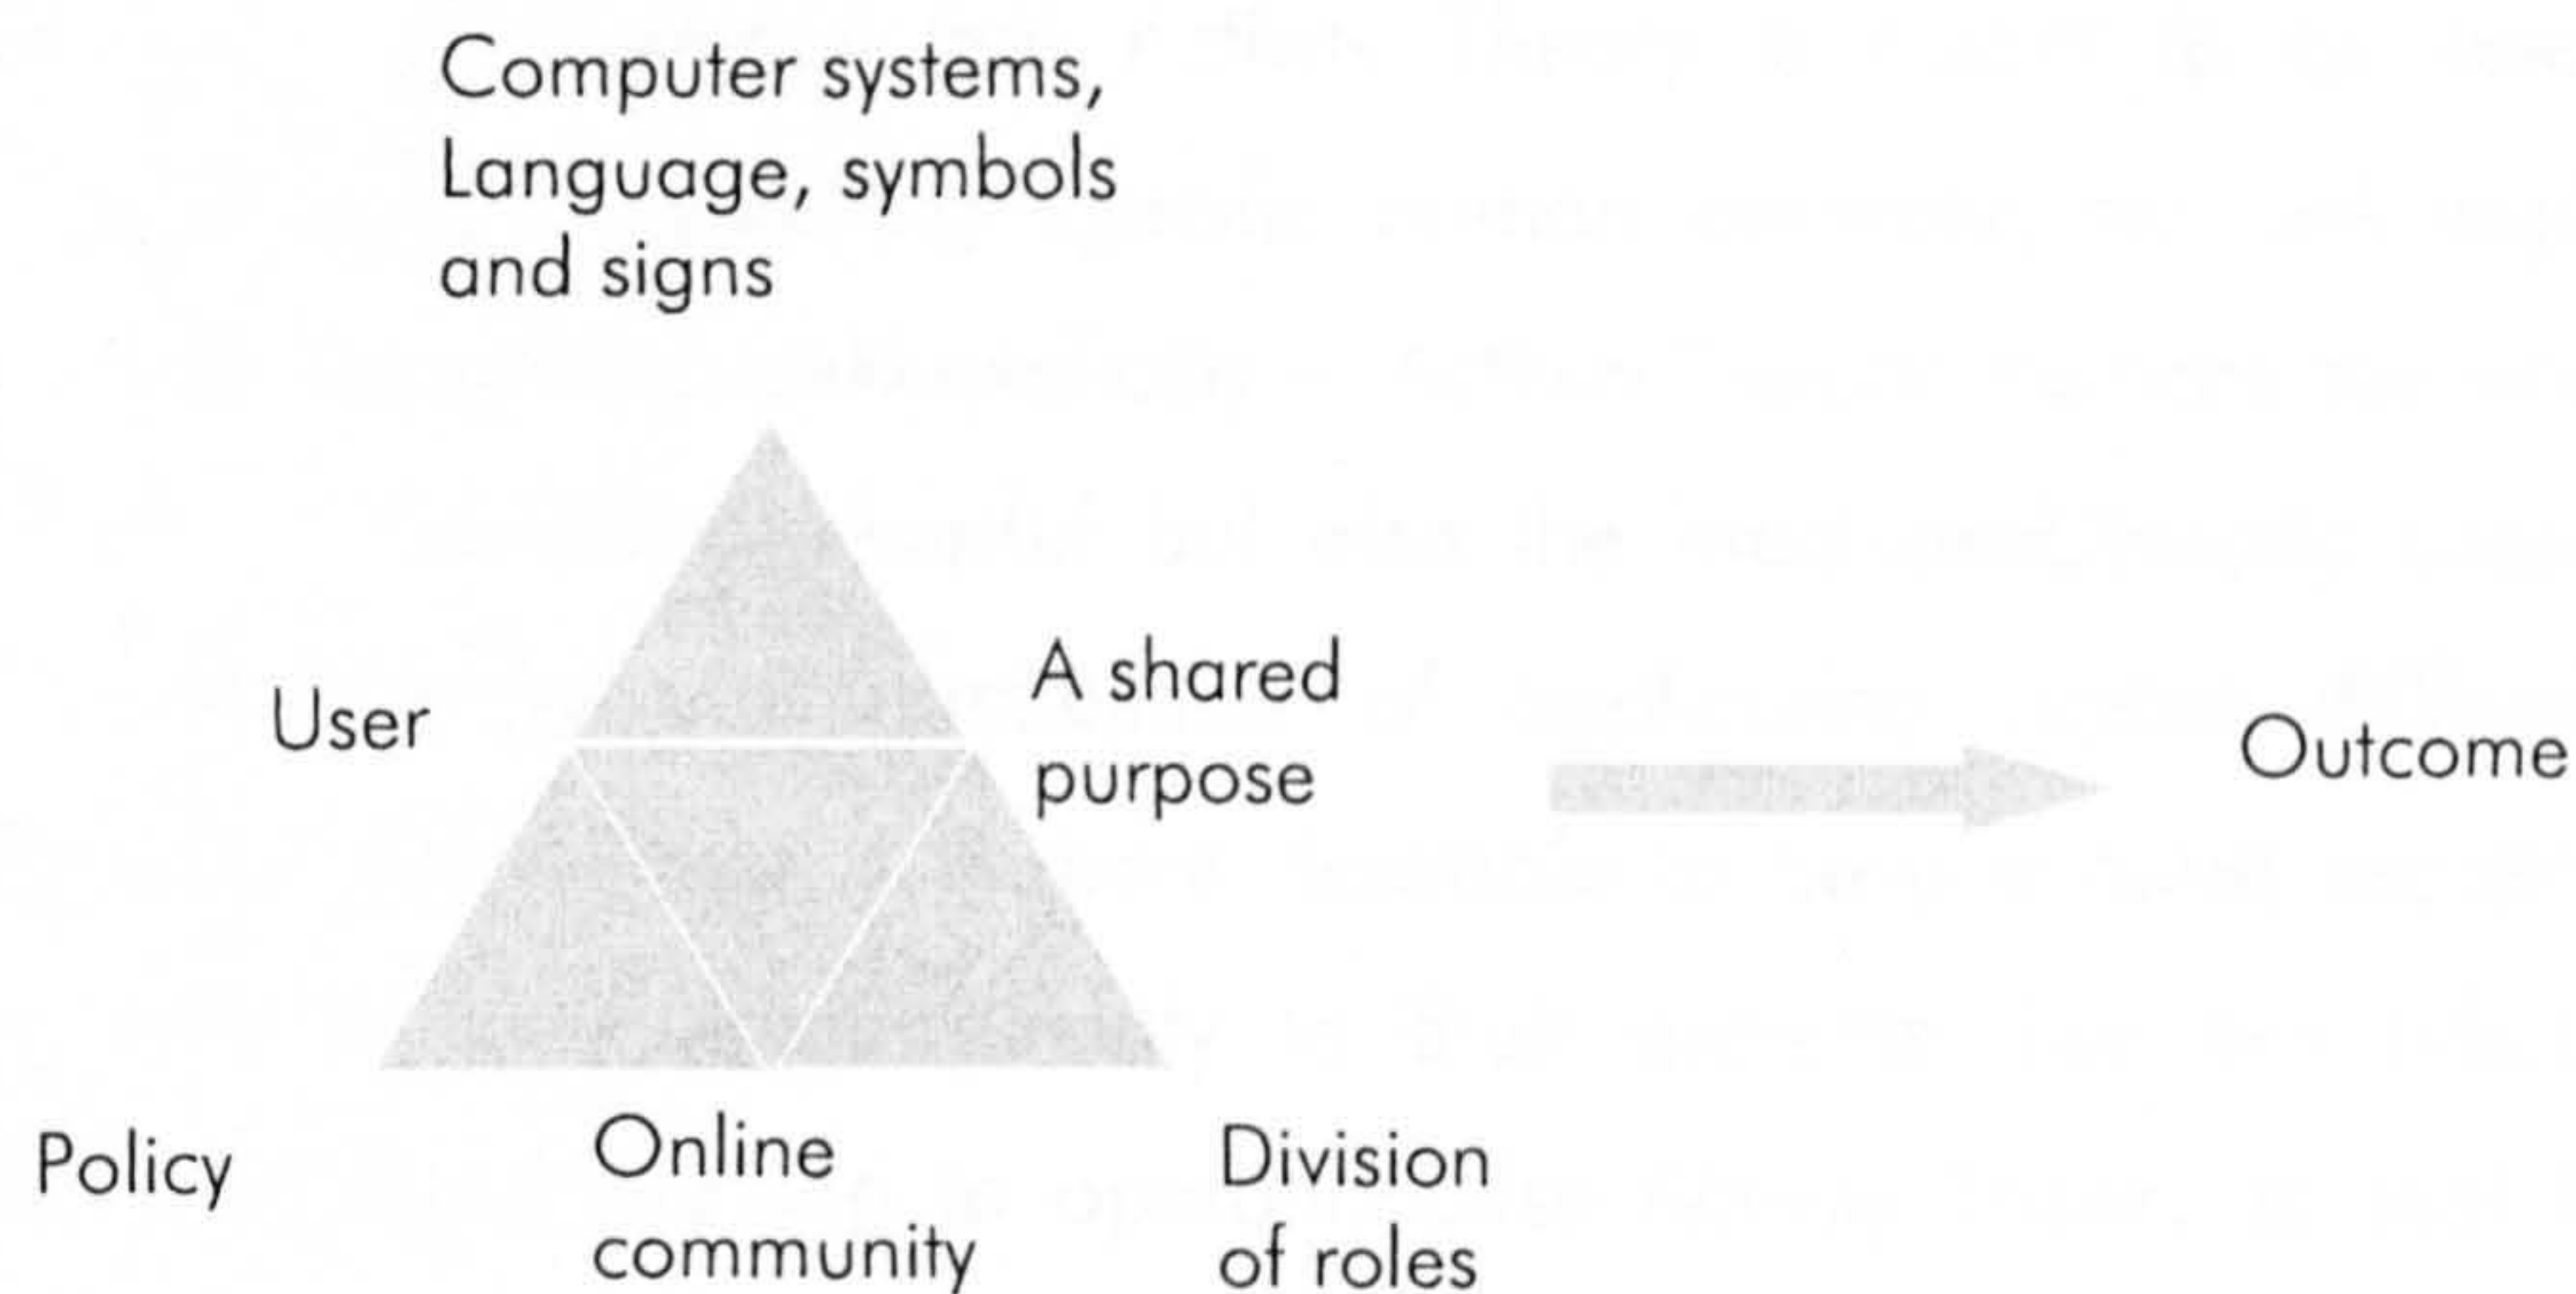 Computer systems,
Language, symbols
and signs
User
A shared
purpose
Outcome
Policy
Online
community
Division
of roles